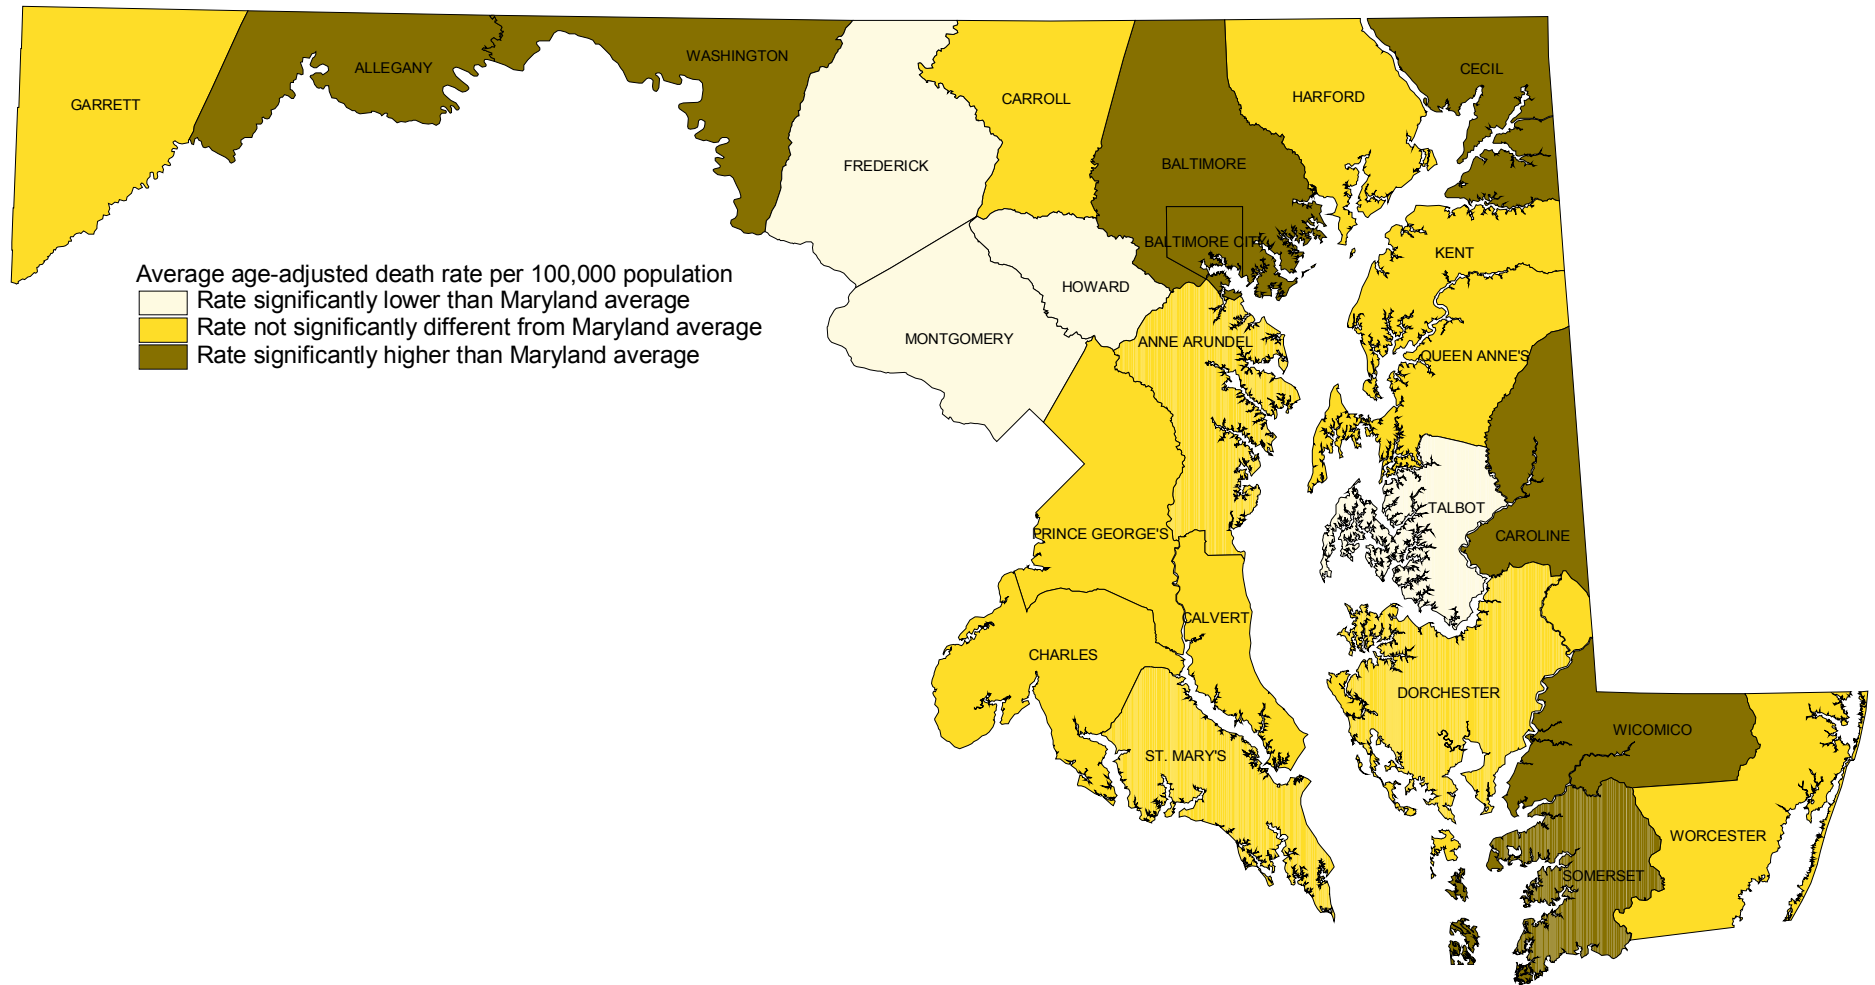 WASHINGTON
ALLEGANY
CECIL
GARRETT
CARROLL
HARFORD
FREDERICK
BALTIMORE
BALTIMORE CITY
KENT
Average age-adjusted death rate per 100,000 population
Rate significantly lower than Maryland average
Rate not significantly different from Maryland average
Rate significantly higher than Maryland average
HOWARD
MONTGOMERY
ANNE ARUNDEL
QUEEN ANNE'S
TALBOT
PRINCE GEORGE'S
CAROLINE
CALVERT
CHARLES
DORCHESTER
WICOMICO
ST. MARY'S
WORCESTER
SOMERSET